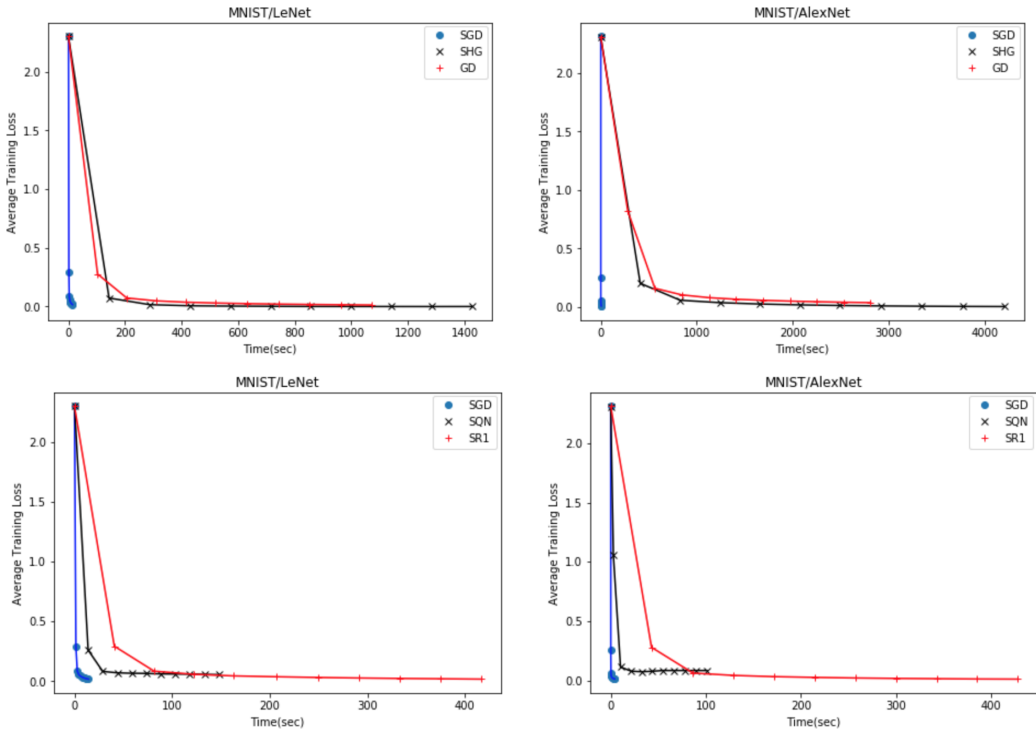 MNIST/LeNet
SGD
SHG
GD
2.0
1.5
1.0
0.5
0.0
Average Training Loss
0
200
400
600
800
1000
1200
1400
Time(sec)
MNIST/AlexNet
SGD
SHG
GD
2.0
1.5
1.0
0.5
0.0
Average Training Loss
0
1000
2000
3000
4000
Time(sec)
MNIST/LeNet
SGD
SQN
SR1
2.0
1.5
1.0
0.5
0.0
Average Training Loss
0
100
200
300
400
Time(sec)
MNIST/AlexNet
SGD
SQN
SR1
2.0
1.5
1.0
0.5
0.0
Average Training Loss
0
100
200
300
400
Time(sec)